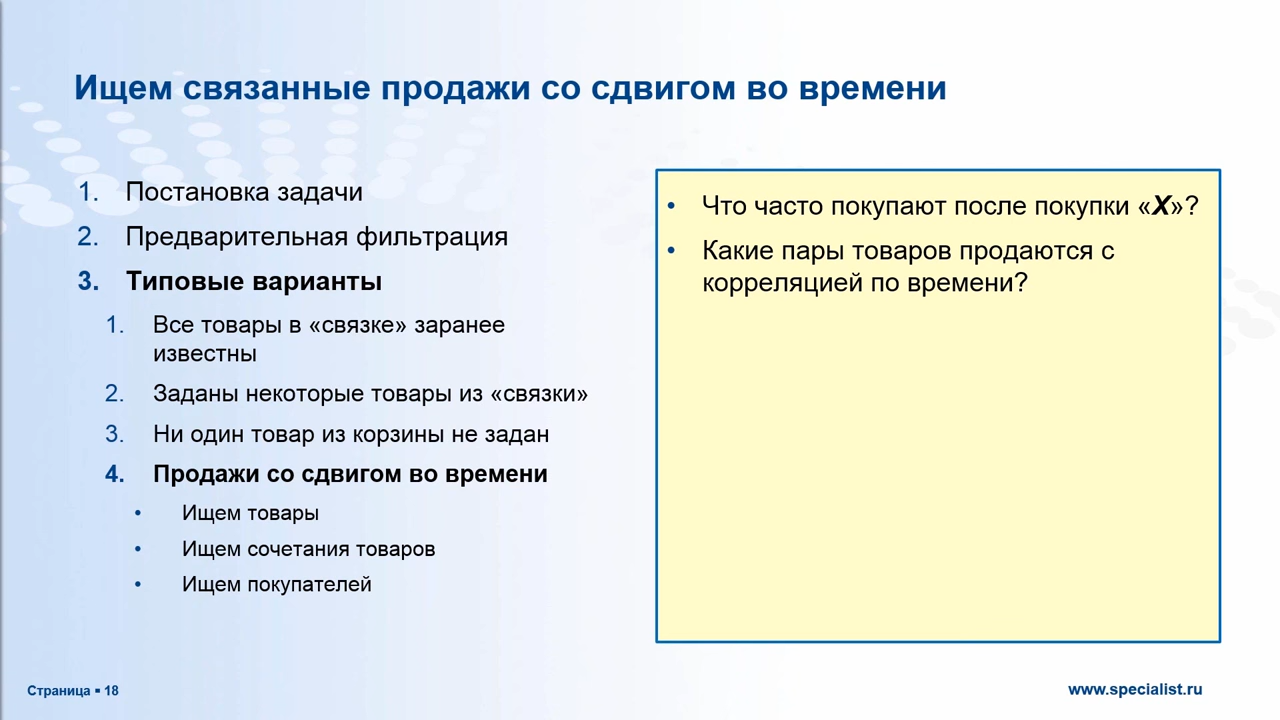 Ищем связанные продажи со сдвигом во времени
1. Постановка задачи
2. Предварительная фильтрация
3. Типовые варианты
1. Все товары в «связке» заранее
известны
2. Заданы некоторые товары из «связки»
3. Ни один товар из корзины не задан
4. Продажи со сдвигом во времени
• Ищем товары
• Ищем сочетания товаров
• Ищем покупателей
• Что часто покупают после покупки «X»?
• Какие пары товаров продаются с
корреляцией по времени?
Страница ▪ 18
www.specialist.ru